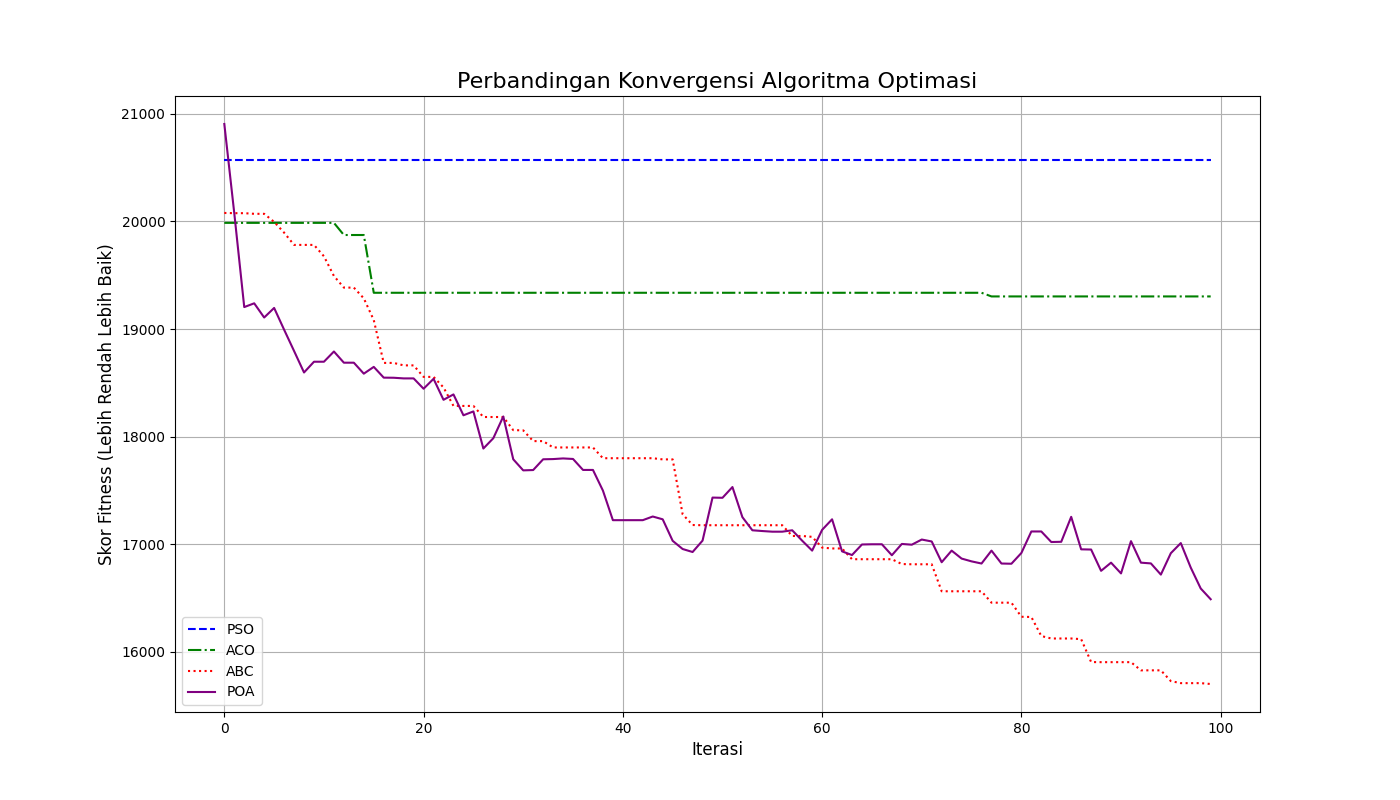 Perbandingan Konvergensi Algoritma Optimasi
Skor Fitness (Lebih Rendah Lebih Baik)
21000
20000
19000
18000
17000
16000
PSO
ACO
ABC
POA
0 20 40 60 80 100
Iterasi